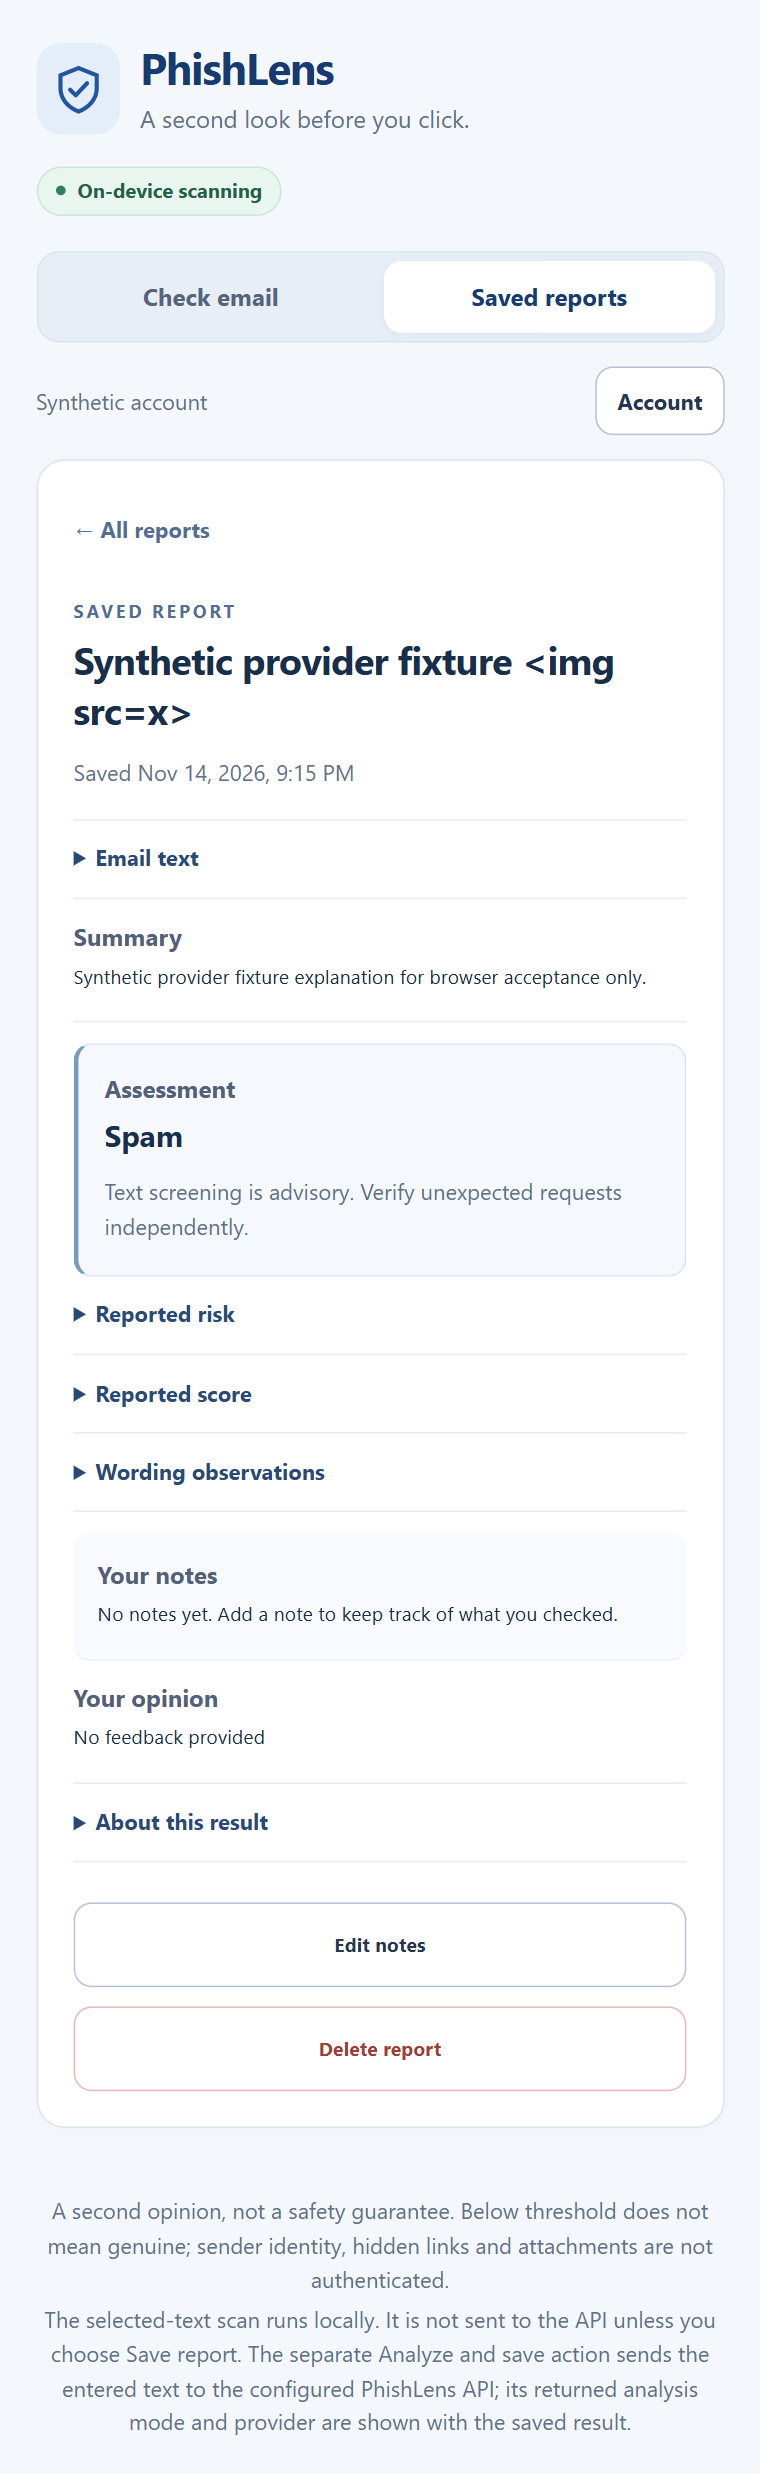 PhishLens
A second look before you click.
On-device scanning
Check email
Saved reports
Synthetic account
Account
← All reports
SAVED REPORT
Synthetic provider fixture <img
src=x>
Saved Nov 14, 2026, 9:15 PM
▶ Email text
Summary
Synthetic provider fixture explanation for browser acceptance only.
Assessment
Spam
Text screening is advisory. Verify unexpected requests
independently.
▶ Reported risk
▶ Reported score
▶ Wording observations
Your notes
No notes yet. Add a note to keep track of what you checked.
Your opinion
No feedback provided
▶ About this result
Edit notes
Delete report
A second opinion, not a safety guarantee. Below threshold does not
mean genuine; sender identity, hidden links and attachments are not
authenticated.
The selected-text scan runs locally. It is not sent to the API unless you
choose Save report. The separate Analyze and save action sends the
entered text to the configured PhishLens API; its returned analysis
mode and provider are shown with the saved result.